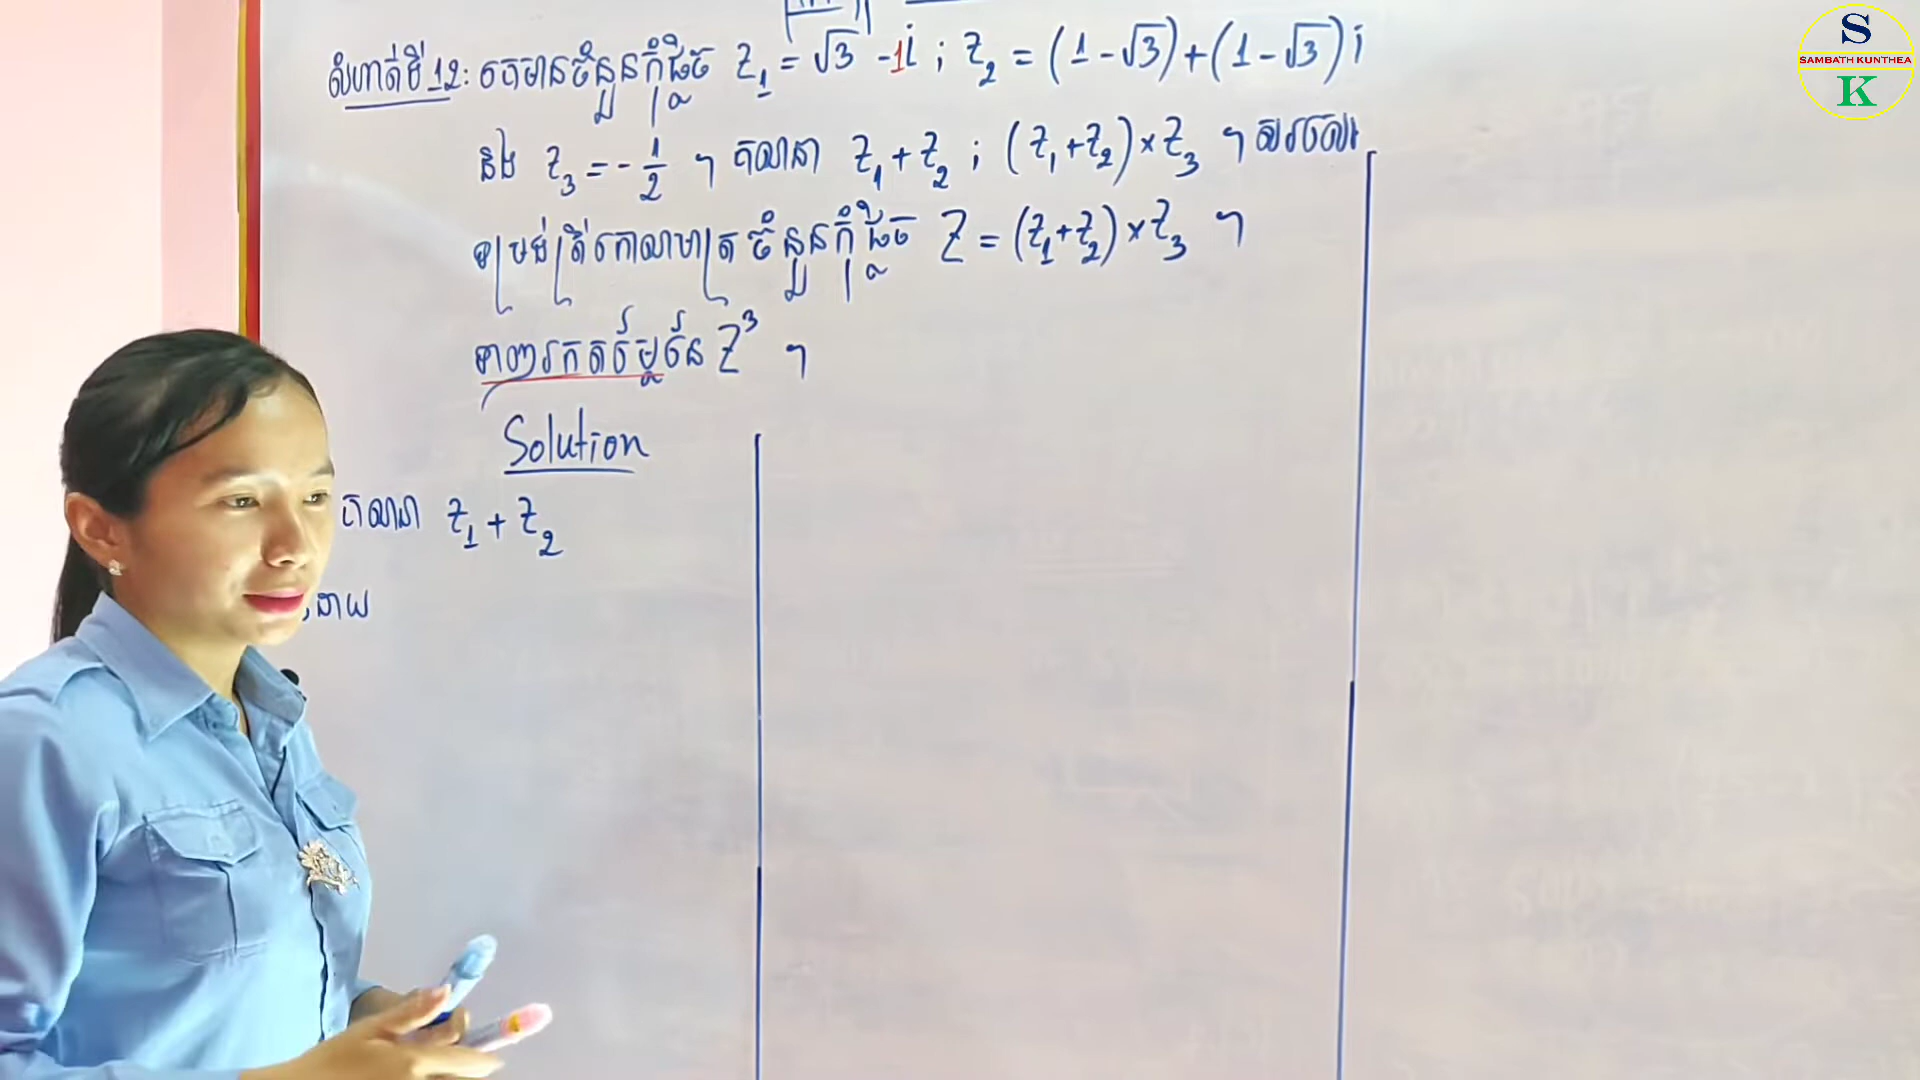 លំហាត់ទី 12: គេមានចំនួនកុំផ្លិច Z₁ = √3 -1i ; Z₂ = (1-√3)+(1-√3)i
និង Z₃ = -1/2 ។ គណនា Z₁+Z₂ ; (Z₁+Z₂)×Z₃ ។ សរសេរ
ទម្រង់ត្រីកោណមាត្រ ចំនួនកុំផ្លិច Z = (Z₁+Z₂)×Z₃ ។
ទាញរកតម្លៃនៃ Z³ ។
Solution
គណនា Z₁+Z₂
ដោយ
S
SAMBATH KUNTHEA
K